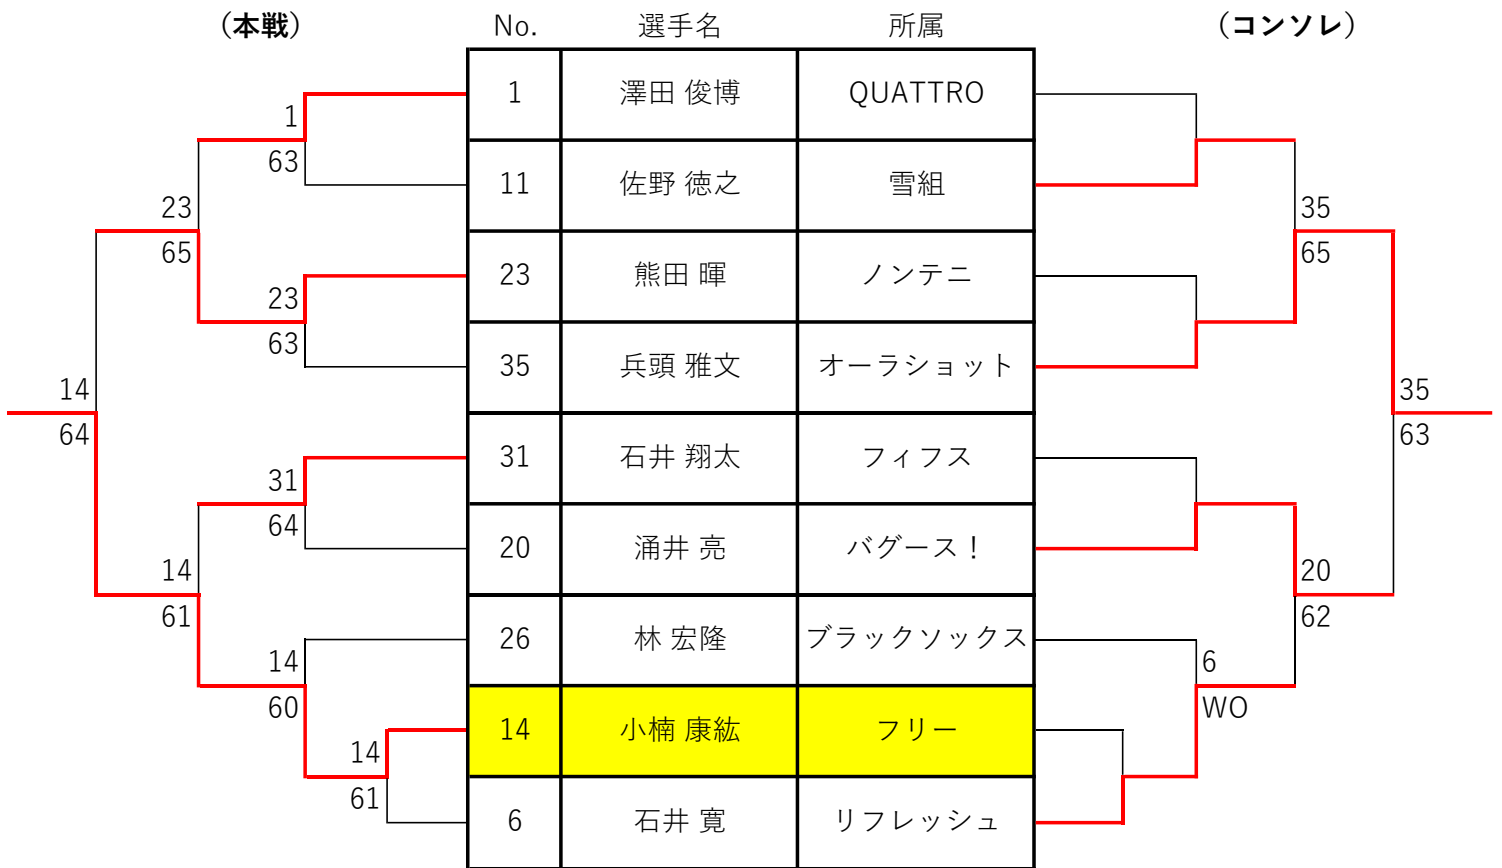 （本戦） No. 選手名 所属 （コンソレ）
1 澤田 俊博 QUATTRO
1
63
11 佐野 徳之 雪組
23 35
65 65
23 熊田 暉 ノンテニ
23
63
35 兵頭 雅文 オーラショット
14 35
64 63
31 石井 翔太 フィフス
31
64
20 涌井 亮 バグース！
14 20
61 62
26 林 宏隆 ブラックソックス
14 6
60 WO
14 小楠 康紘 フリー
14
61
6 石井 寛 リフレッシュ